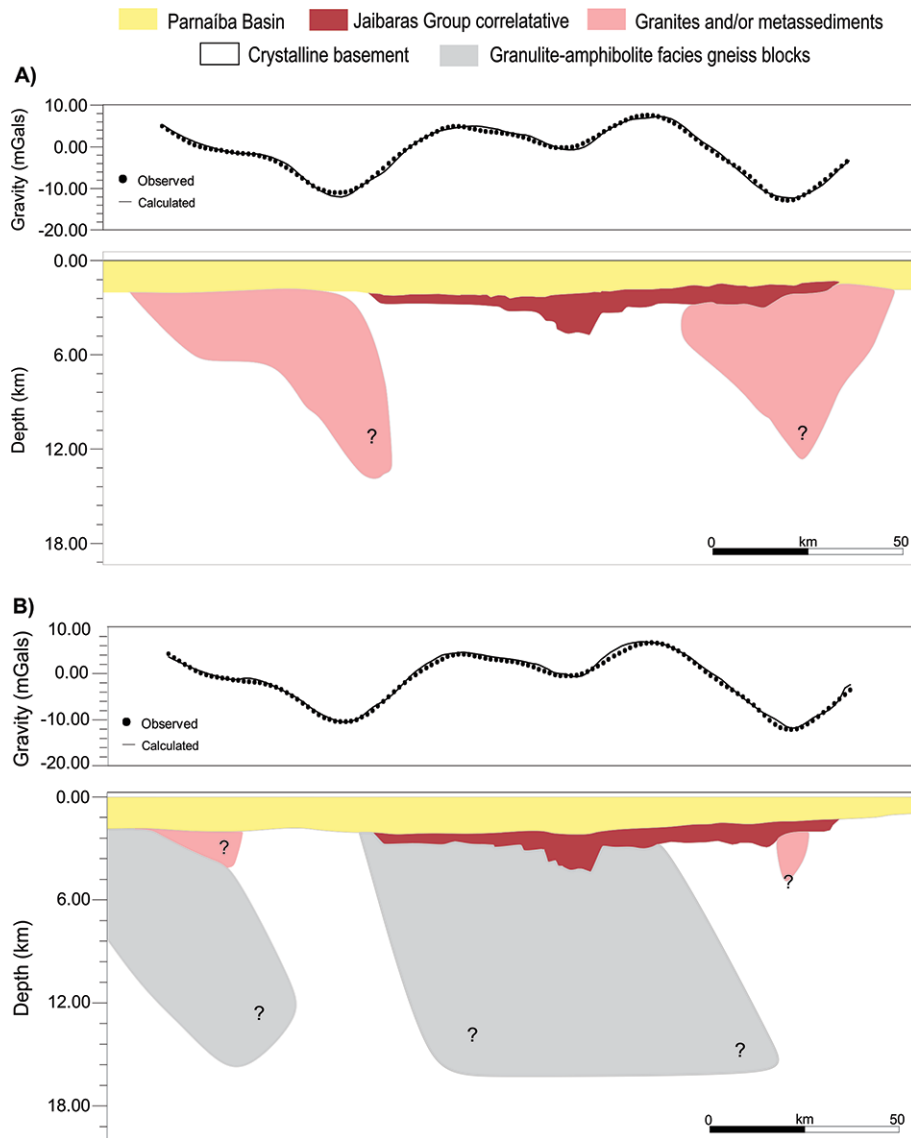 Parnaíba Basin Jaibaras Group correlatative Granites and/or metassediments
Crystalline basement Granulite-amphibolite facies gneiss blocks
A)
10.00
0.00
-10.00
-20.00
Gravity (mGals)
Observed
Calculated
0.00
6.00
12.00
18.00
Depth (km)
?
?
0 km 50
B)
10.00
0.00
-10.00
-20.00
Gravity (mGals)
Observed
Calculated
0.00
6.00
12.00
18.00
Depth (km)
?
?
?
?
?
0 km 50